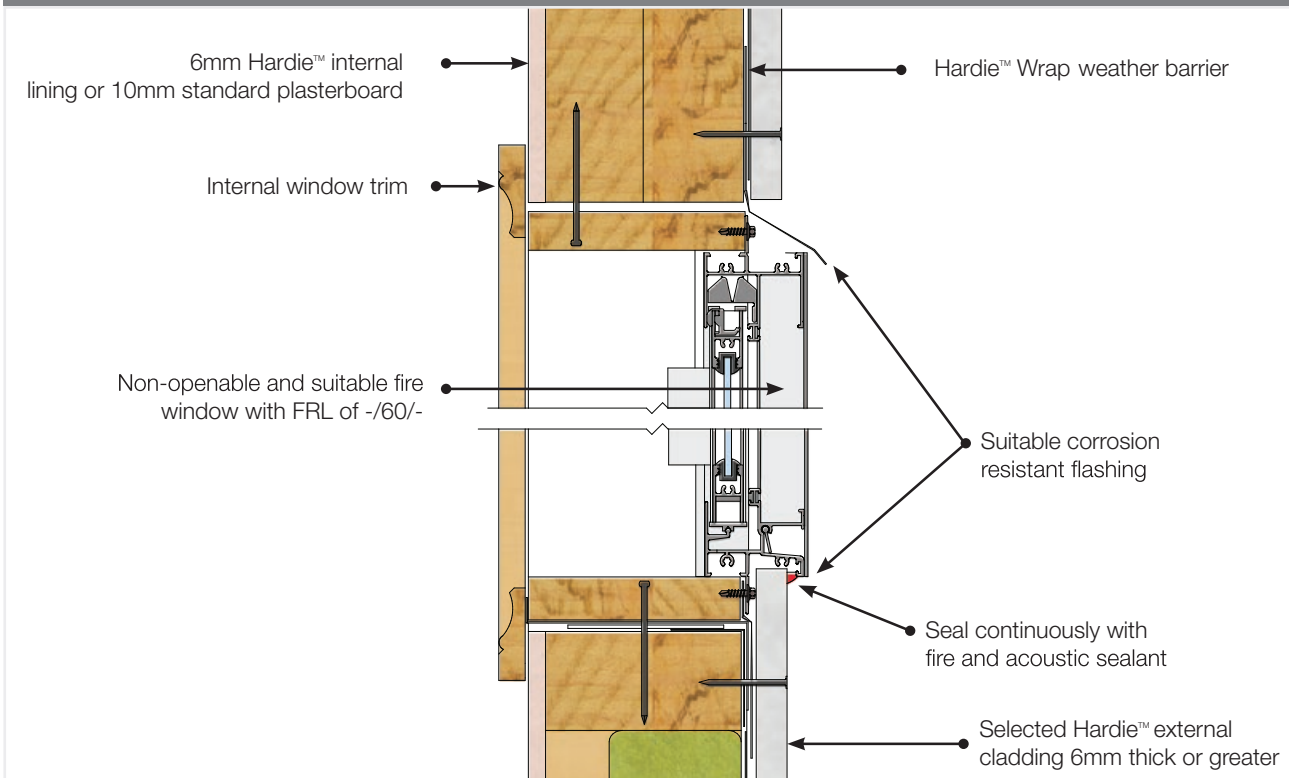 6mm Hardie™ internal
lining or 10mm standard plasterboard
Hardie™ Wrap weather barrier
Internal window trim
Non-openable and suitable fire
window with FRL of -/60/-
Suitable corrosion
resistant flashing
Seal continuously with
fire and acoustic sealant
Selected Hardie™ external
cladding 6mm thick or greater